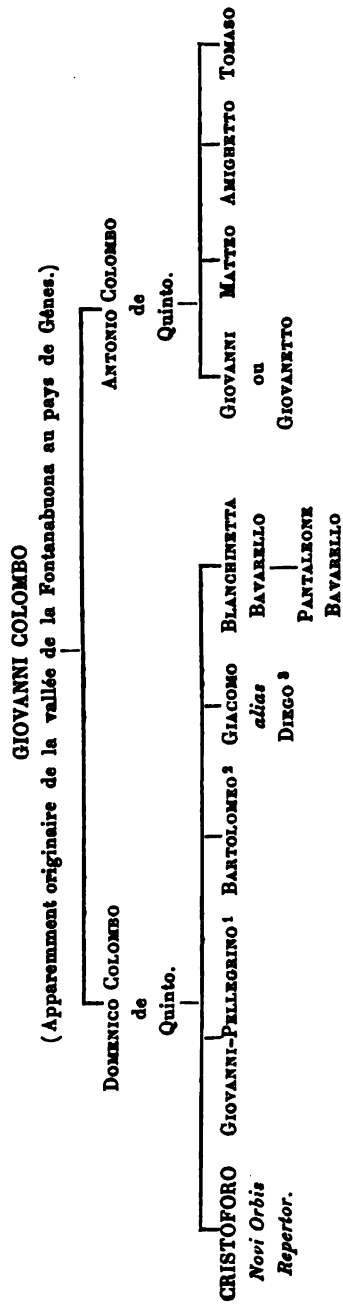 GIOVANNI COLOMBO
(Apparemment originaire de la vallée de la Fontanabuona au pays de Gênes.)
DOMENICO COLOMBO
de
Quinto.
ANTONIO COLOMBO
de
Quinto.
CRISTOFORO
Novi Orbis
Repertor.
GIOVANNI-PELLEGRINO¹
BARTOLOMEO²
GIACOMO
alias
DIEGO³
BLANCHINETTA
BAVARELLO
PANTALEONE
BAVARELLO
GIOVANNI
ou
GIOVANETTO
MATTEO
AMIGHETTO
TOMASO